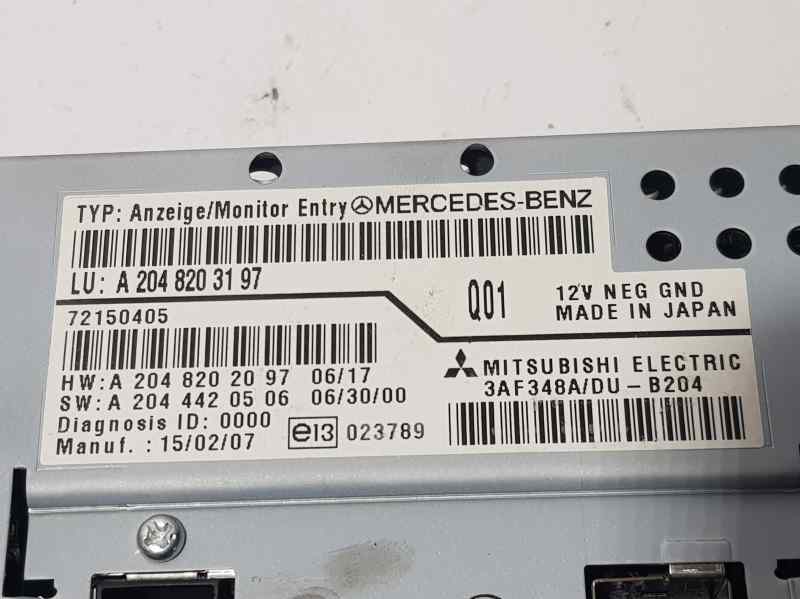 TYP: Anzeige/Monitor Entry MERCEDES-BENZ
LU: A 204 820 31 97
Q01
12V NEG GND
MADE IN JAPAN
72150405
HW: A 204 820 20 97 06/17
SW: A 204 442 05 06 06/30/00
Diagnosis ID: 0000
Manuf. : 15/02/07
e13 023789
MITSUBISHI ELECTRIC
3AF348A/DU-B204